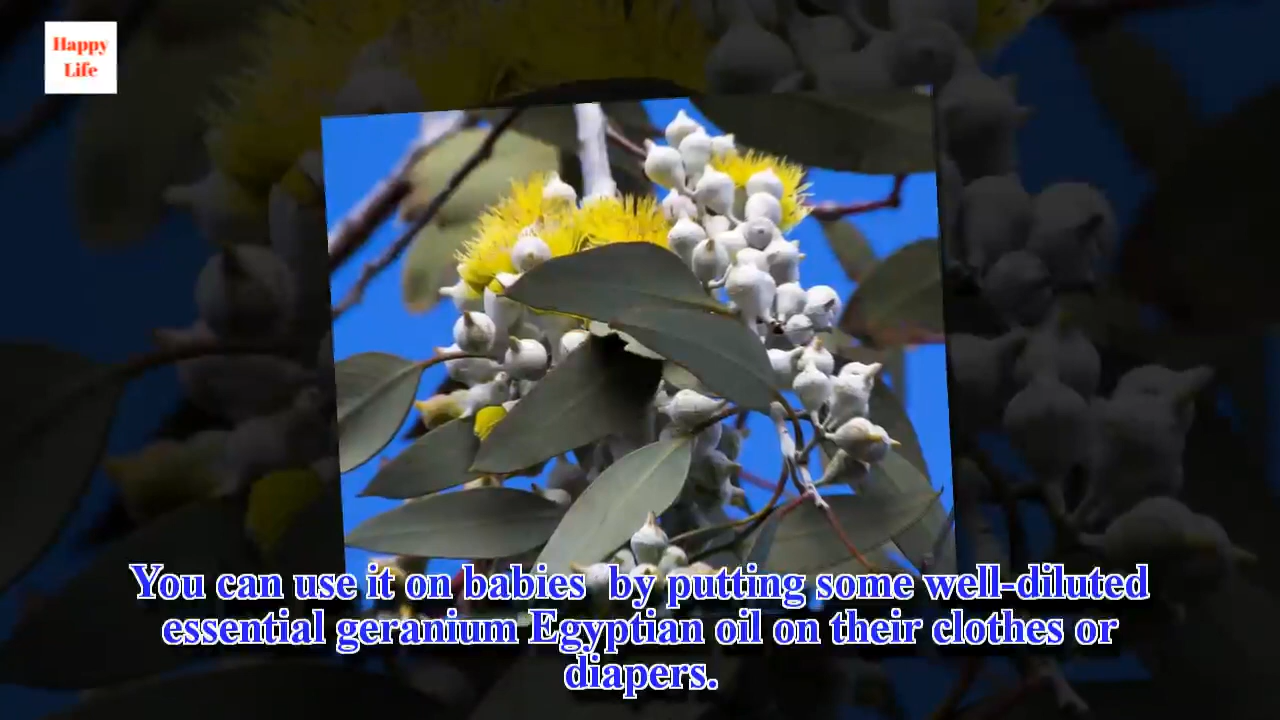 Happy
Life
You can use it on babies  by putting some well-diluted
essential geranium Egyptian oil on their clothes or
diapers.